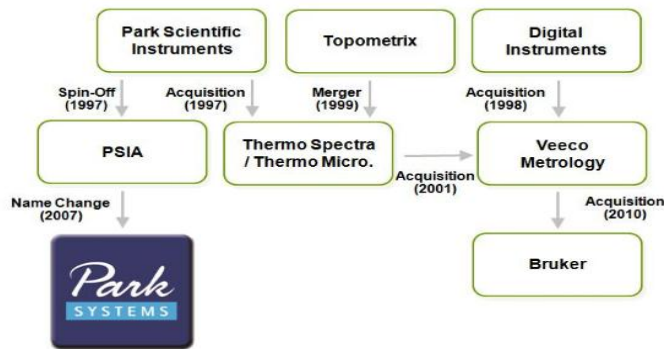 Park Scientific
Instruments
Topometrix
Digital
Instruments
Spin-Off
(1997)
Acquisition
(1997)
Merger
(1999)
Acquisition
(1998)
PSIA
Thermo Spectra
/ Thermo Micro.
Acquisition
(2001)
Veeco
Metrology
Name Change
(2007)
Acquisition
(2010)
Park
SYSTEMS
Bruker